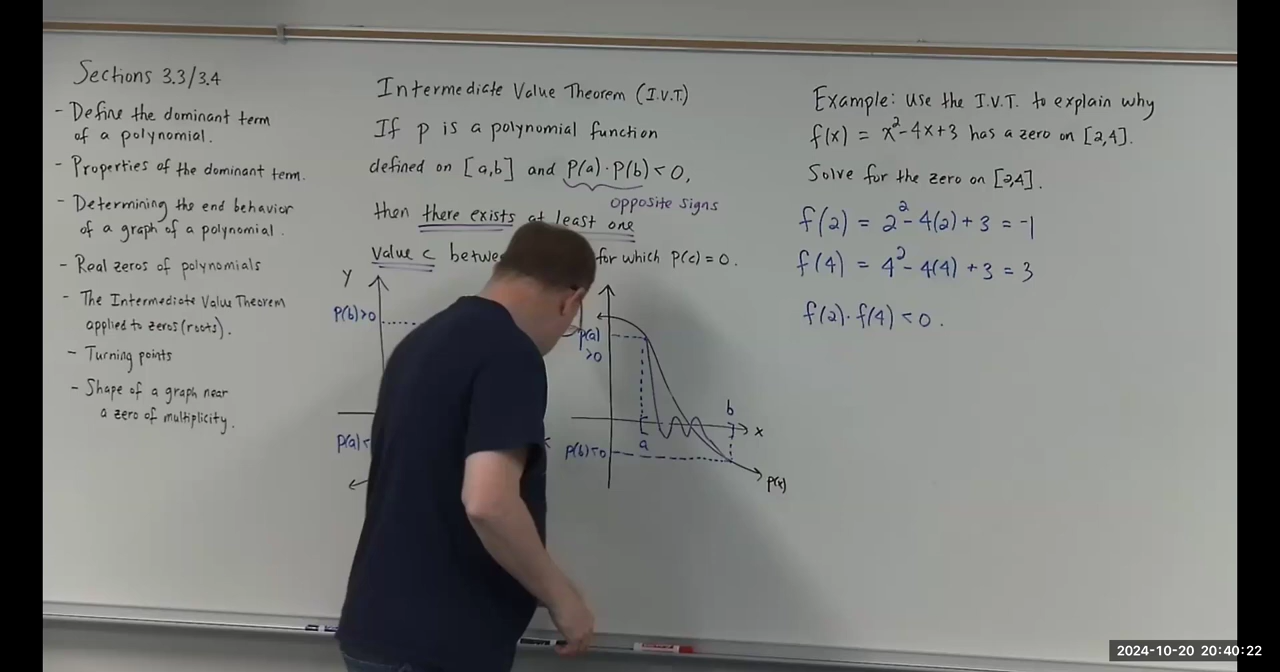 Sections 3.3/3.4
- Define the dominant term
of a polynomial.
- Properties of the dominant term.
- Determining the end behavior
of a graph of a polynomial.
- Real zeros of polynomials
- The Intermediate Value Theorem
applied to zeros (roots).
- Turning points
- Shape of a graph near
a zero of multiplicity.
Intermediate Value Theorem (I.V.T.)
If p is a polynomial function
defined on [a,b] and p(a)·p(b)<0,
opposite signs
then there exists at least one
value c for which p(c)=0.
y
p(b)>0
p(a)<
p(a)
>0
b
x
a
p(b)<0
p(x)
Example: Use the I.V.T. to explain why
f(x) = x²-4x+3 has a zero on [2,4].
Solve for the zero on [2,4].
f(2) = 2²-4(2)+3 = -1
f(4) = 4²-4(4)+3 = 3
f(2)·f(4)<0.
2024-10-20 20:40:22